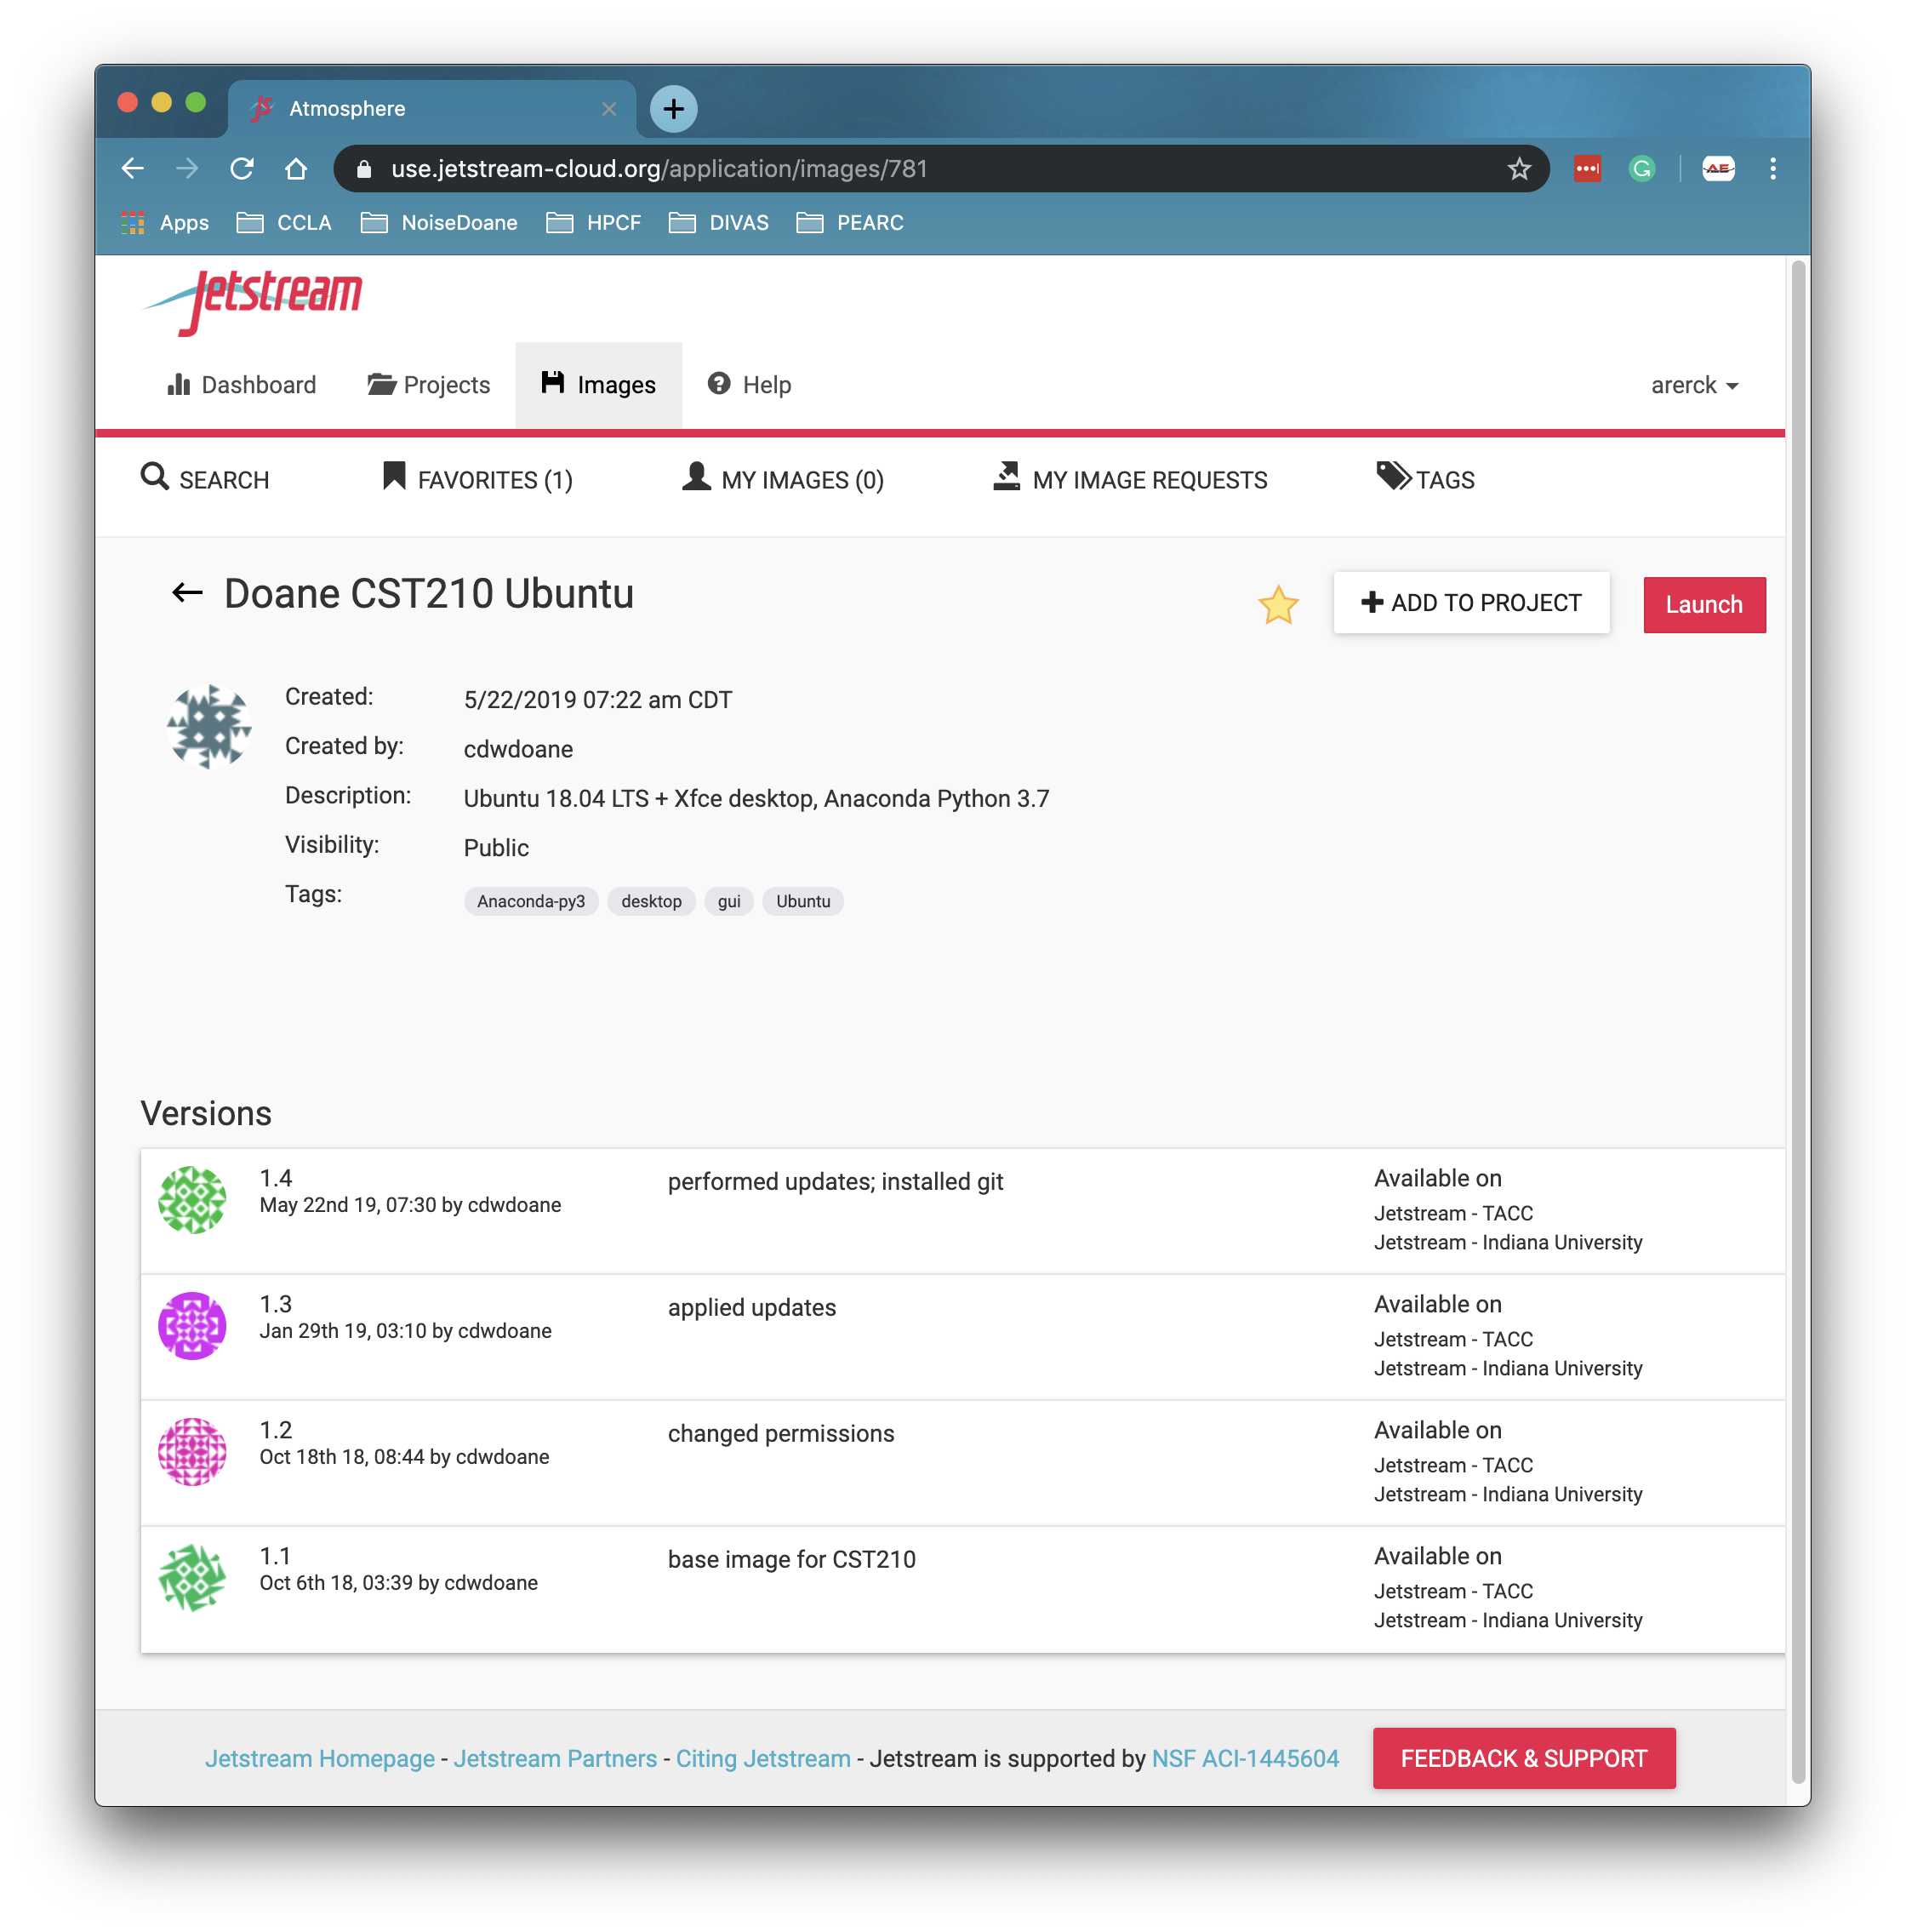 Atmosphere
use.jetstream-cloud.org/application/images/781
Apps CCLA NoiseDoane HPCF DIVAS PEARC
Jetstream
Dashboard Projects Images Help arerck
SEARCH FAVORITES (1) MY IMAGES (0) MY IMAGE REQUESTS TAGS
Doane CST210 Ubuntu
+ ADD TO PROJECT Launch
Created: 5/22/2019 07:22 am CDT
Created by: cdwdoane
Description: Ubuntu 18.04 LTS + Xfce desktop, Anaconda Python 3.7
Visibility: Public
Tags: Anaconda-py3 desktop gui Ubuntu
Versions
1.4 performed updates; installed git Available on
May 22nd 19, 07:30 by cdwdoane Jetstream - TACC
Jetstream - Indiana University
1.3 applied updates Available on
Jan 29th 19, 03:10 by cdwdoane Jetstream - TACC
Jetstream - Indiana University
1.2 changed permissions Available on
Oct 18th 18, 08:44 by cdwdoane Jetstream - TACC
Jetstream - Indiana University
1.1 base image for CST210 Available on
Oct 6th 18, 03:39 by cdwdoane Jetstream - TACC
Jetstream - Indiana University
Jetstream Homepage - Jetstream Partners - Citing Jetstream - Jetstream is supported by NSF ACI-1445604 FEEDBACK & SUPPORT